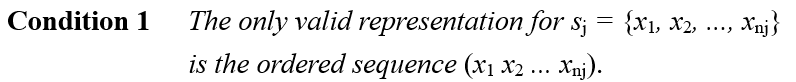 Condition 1 The only valid representation for sj = {x1, x2, ..., xnj}
is the ordered sequence (x1 x2 ... xnj).